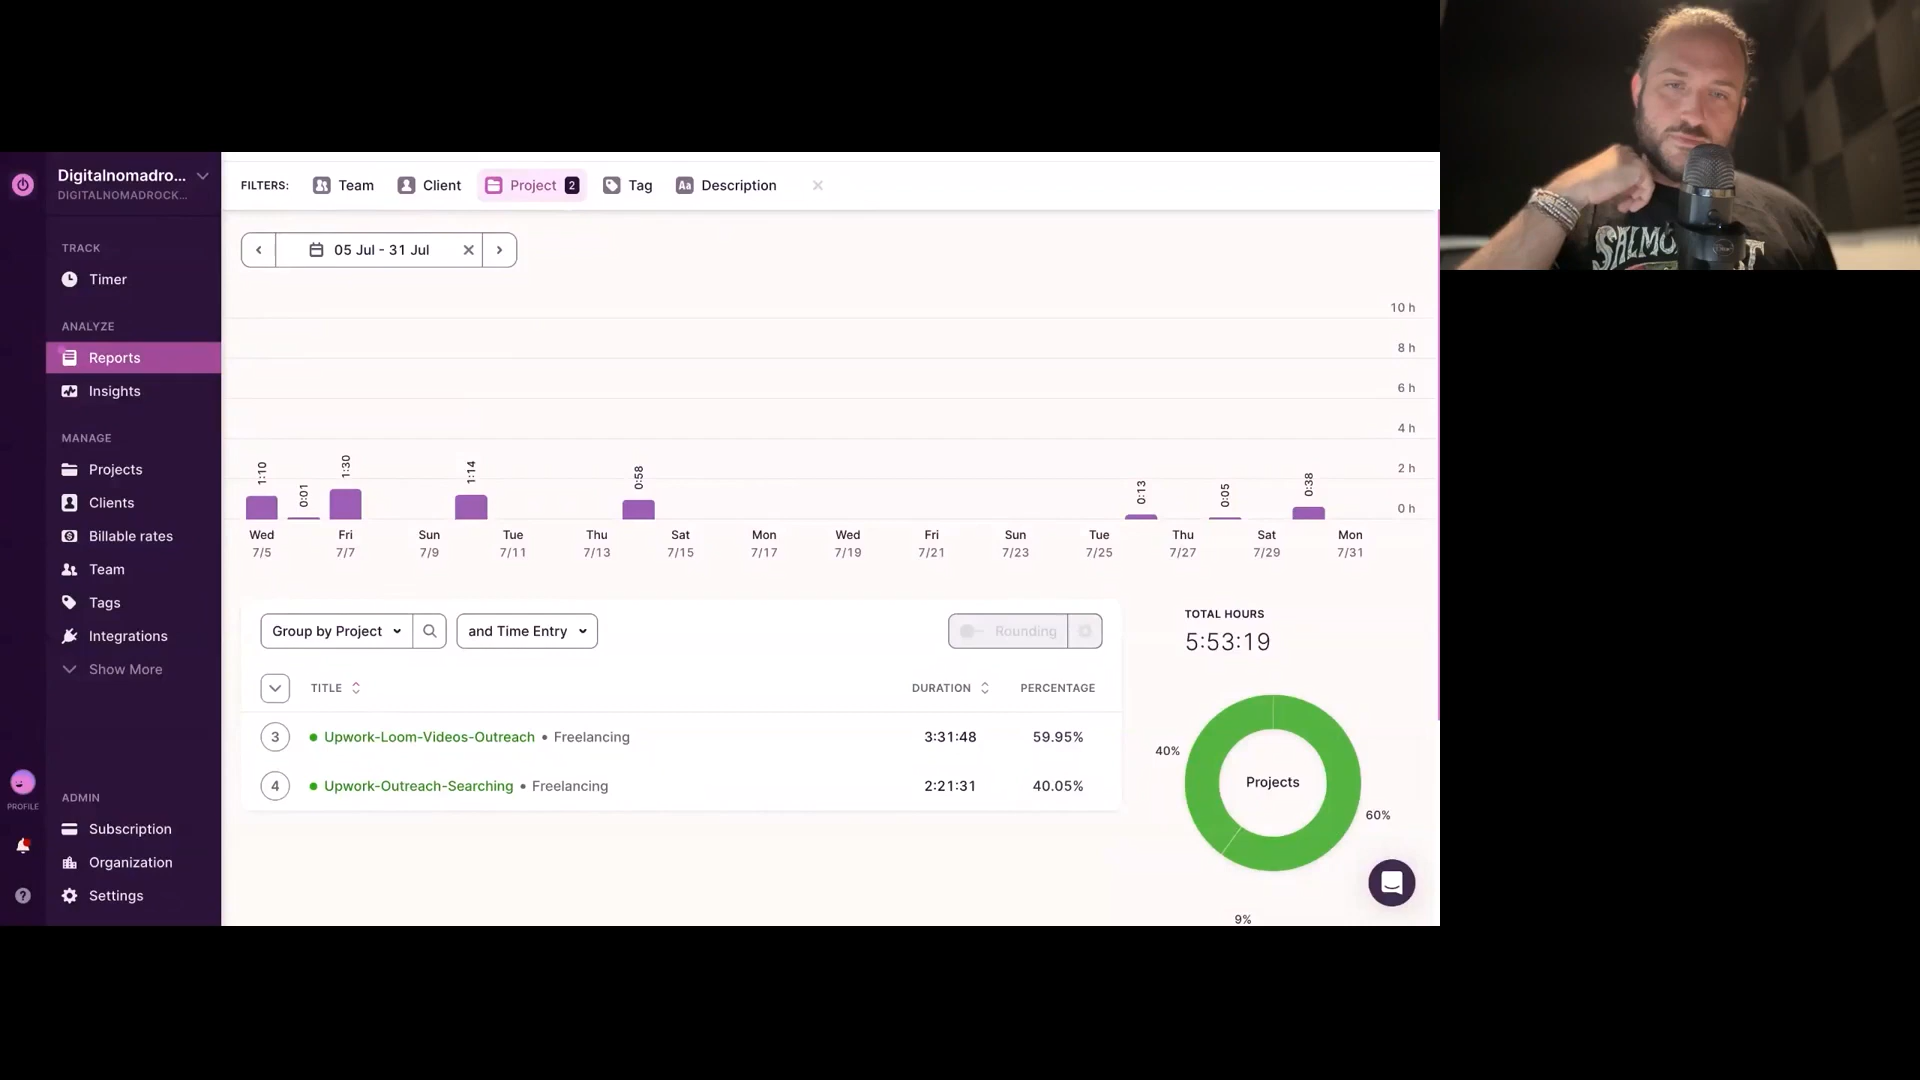 Digitalnomadro...
DIGITALNOMADROCK...
TRACK
Timer
ANALYZE
Reports
Insights
MANAGE
Projects
Clients
Billable rates
Team
Tags
Integrations
Show More
PROFILE
ADMIN
Subscription
Organization
Settings
FILTERS: Team Client Project 2 Tag Aa Description
05 Jul - 31 Jul
10 h
8 h
6 h
4 h
2 h
0 h
1:10 0:01 1:30 1:14 0:58 0:13 0:05 0:38
Wed Fri Sun Tue Thu Sat Mon Wed Fri Sun Tue Thu Sat Mon
7/5 7/7 7/9 7/11 7/13 7/15 7/17 7/19 7/21 7/23 7/25 7/27 7/29 7/31
Group by Project and Time Entry Rounding
TITLE DURATION PERCENTAGE
3 Upwork-Loom-Videos-Outreach • Freelancing 3:31:48 59.95%
4 Upwork-Outreach-Searching • Freelancing 2:21:31 40.05%
TOTAL HOURS
5:53:19
40%
Projects
60%
9%